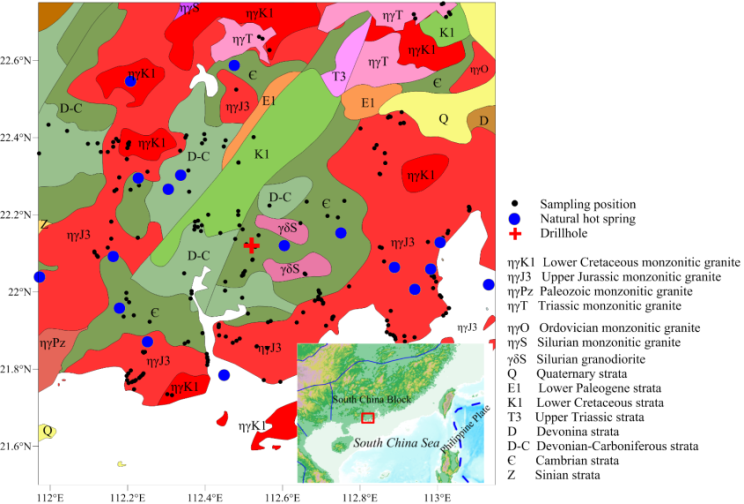 ηγS
ηγK1
ηγT
K1
22.6°N
ηγK1
Є
T3
ηγT
ηγK1
ηγO
Є
D-C
ηγJ3
E1
E1
Q
D
22.4°N
ηγK1
D-C
K1
ηγK1
22.2°N
Z
D-C
Є
γδS
ηγJ3
ηγJ3
D-C
γδS
22°N
Є
ηγPz
ηγJ3
ηγJ3
ηγJ3
21.8°N
ηγK1
ηγK1
Q
21.6°N
South China Block
South China Sea
Philippine Plate
112°E
112.2°E
112.4°E
112.6°E
112.8°E
113°E
Sampling position
Natural hot spring
Drillhole
ηγK1 Lower Cretaceous monzonitic granite
ηγJ3 Upper Jurassic monzonitic granite
ηγPz Paleozoic monzonitic granite
ηγT Triassic monzonitic granite
ηγO Ordovician monzonitic granite
ηγS Silurian monzonitic granite
γδS Silurian granodiorite
Q Quaternary strata
E1 Lower Paleogene strata
K1 Lower Cretaceous strata
T3 Upper Triassic strata
D Devonina strata
D-C Devonian-Carboniferous strata
Є Cambrian strata
Z Sinian strata